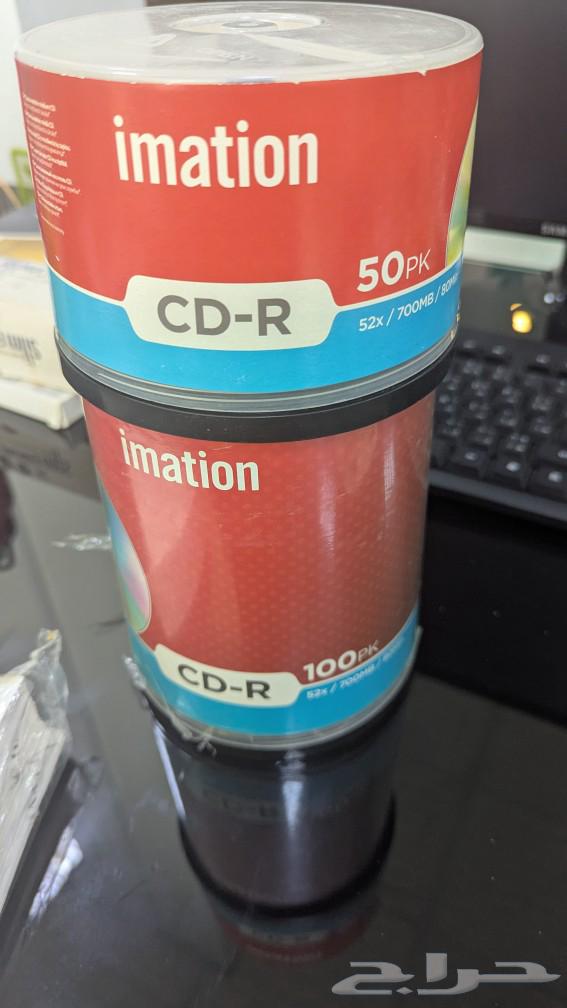 imation
50PK
CD-R
52x / 700MB / 80MIN
imation
100PK
CD-R
52x / 700MB /
حراج